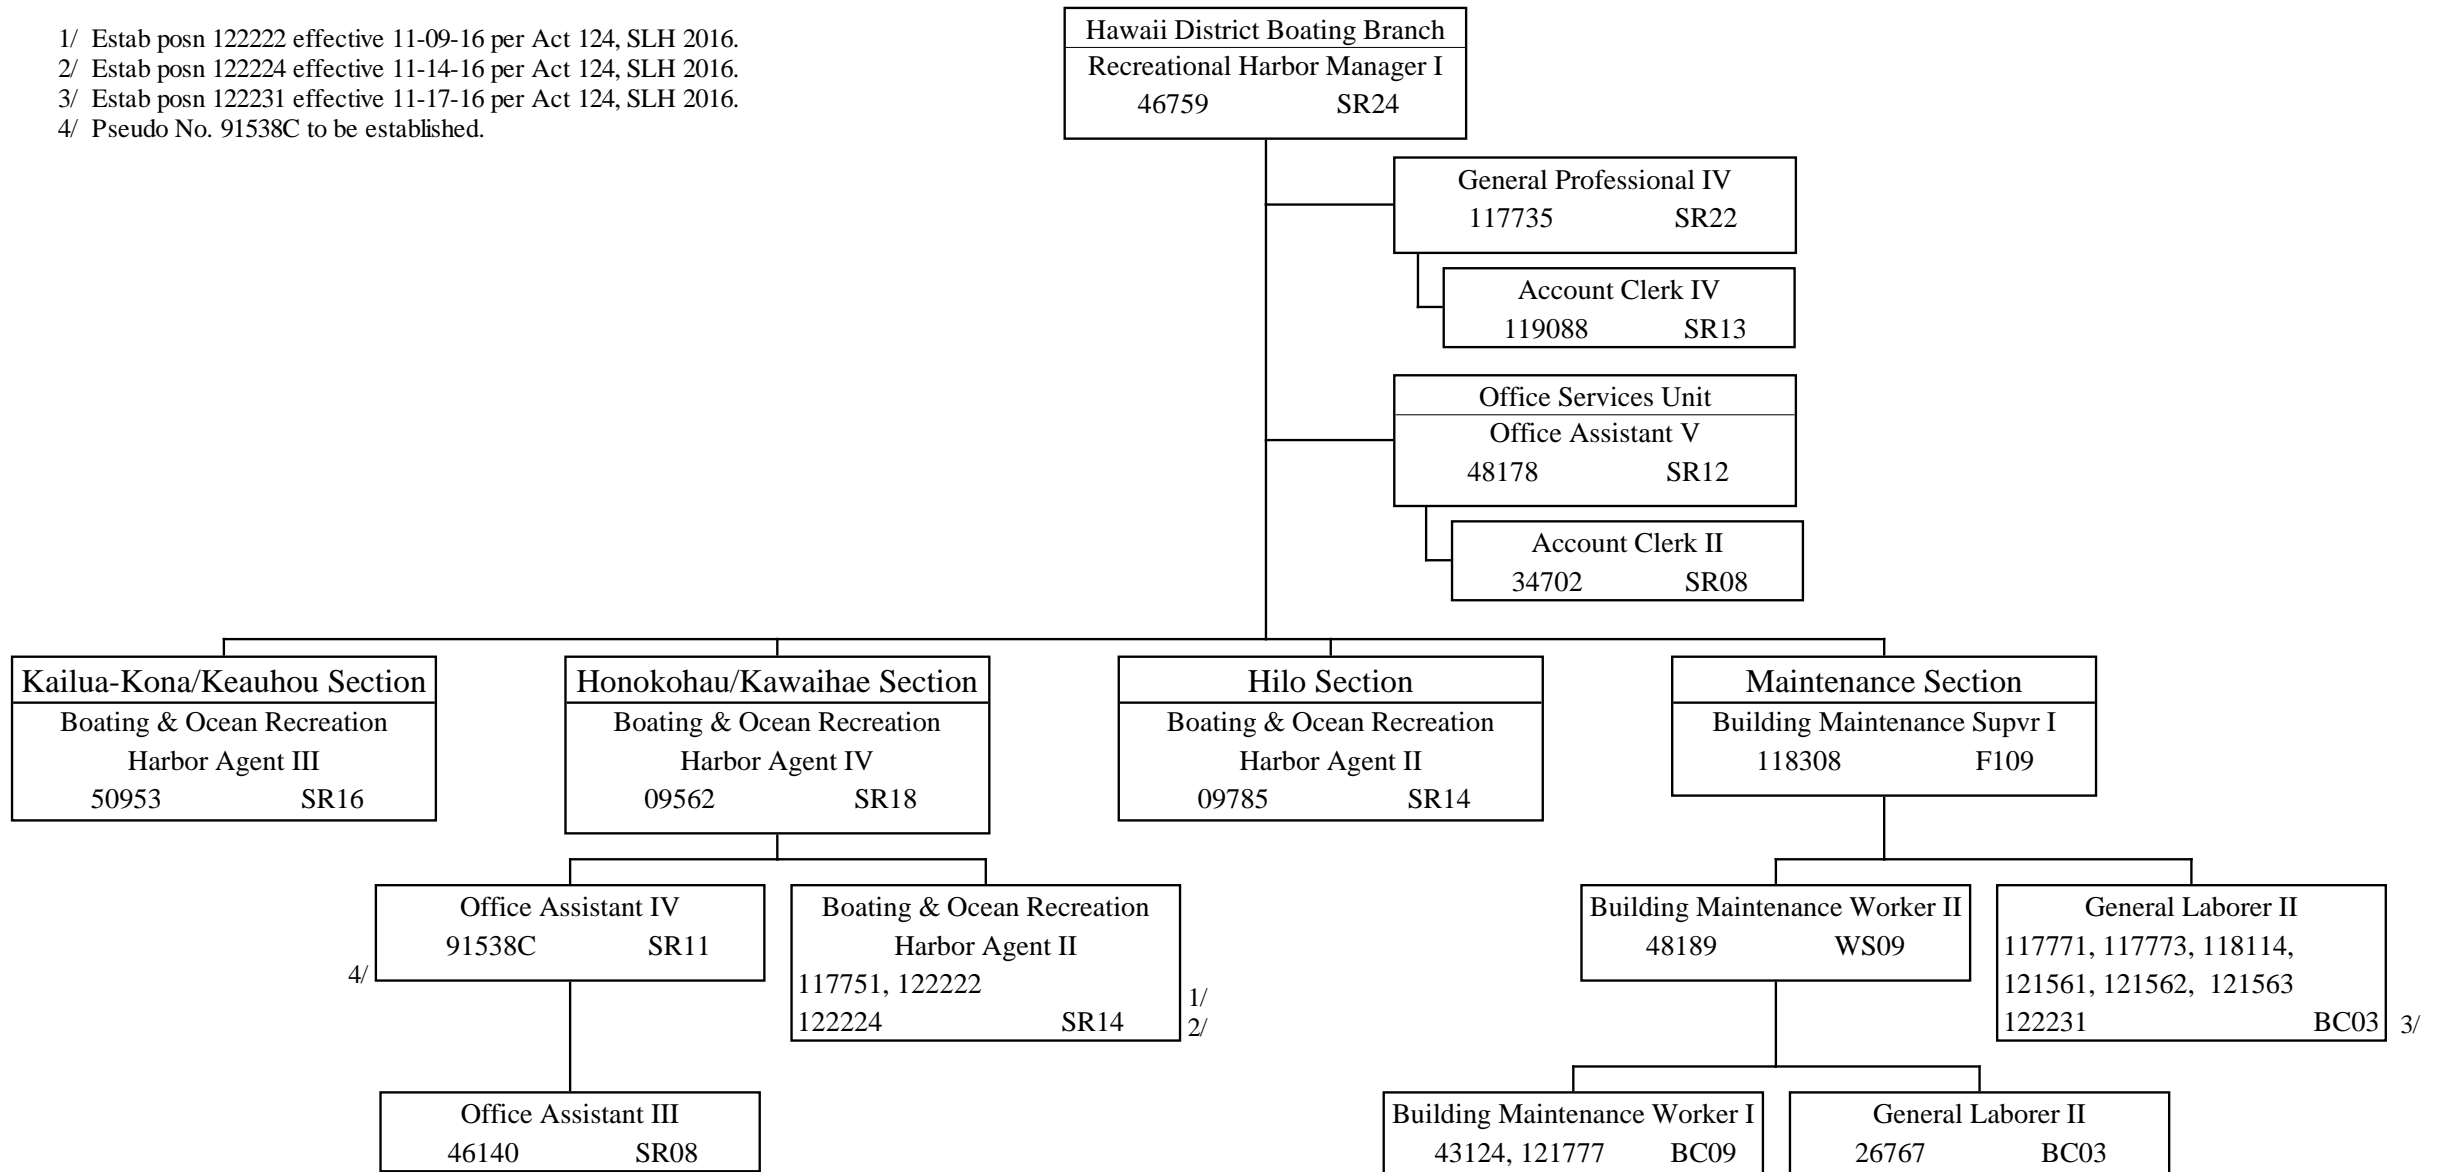 1/ Estab posn 122222 effective 11-09-16 per Act 124, SLH 2016.
2/ Estab posn 122224 effective 11-14-16 per Act 124, SLH 2016.
3/ Estab posn 122231 effective 11-17-16 per Act 124, SLH 2016.
4/ Pseudo No. 91538C to be established.
Hawaii District Boating Branch
Recreational Harbor Manager I
46759 SR24
General Professional IV
117735 SR22
Account Clerk IV
119088 SR13
Office Services Unit
Office Assistant V
48178 SR12
Account Clerk II
34702 SR08
Kailua-Kona/Keauhou Section
Boating & Ocean Recreation
Harbor Agent III
50953 SR16
Honokohau/Kawaihae Section
Boating & Ocean Recreation
Harbor Agent IV
09562 SR18
Hilo Section
Boating & Ocean Recreation
Harbor Agent II
09785 SR14
Maintenance Section
Building Maintenance Supvr I
118308 F109
Office Assistant IV
91538C SR11
4/
Boating & Ocean Recreation
Harbor Agent II
117751, 122222
1/
122224 SR14
2/
Building Maintenance Worker II
48189 WS09
General Laborer II
117771, 117773, 118114,
121561, 121562, 121563
122231 BC03 3/
Office Assistant III
46140 SR08
Building Maintenance Worker I
43124, 121777 BC09
General Laborer II
26767 BC03